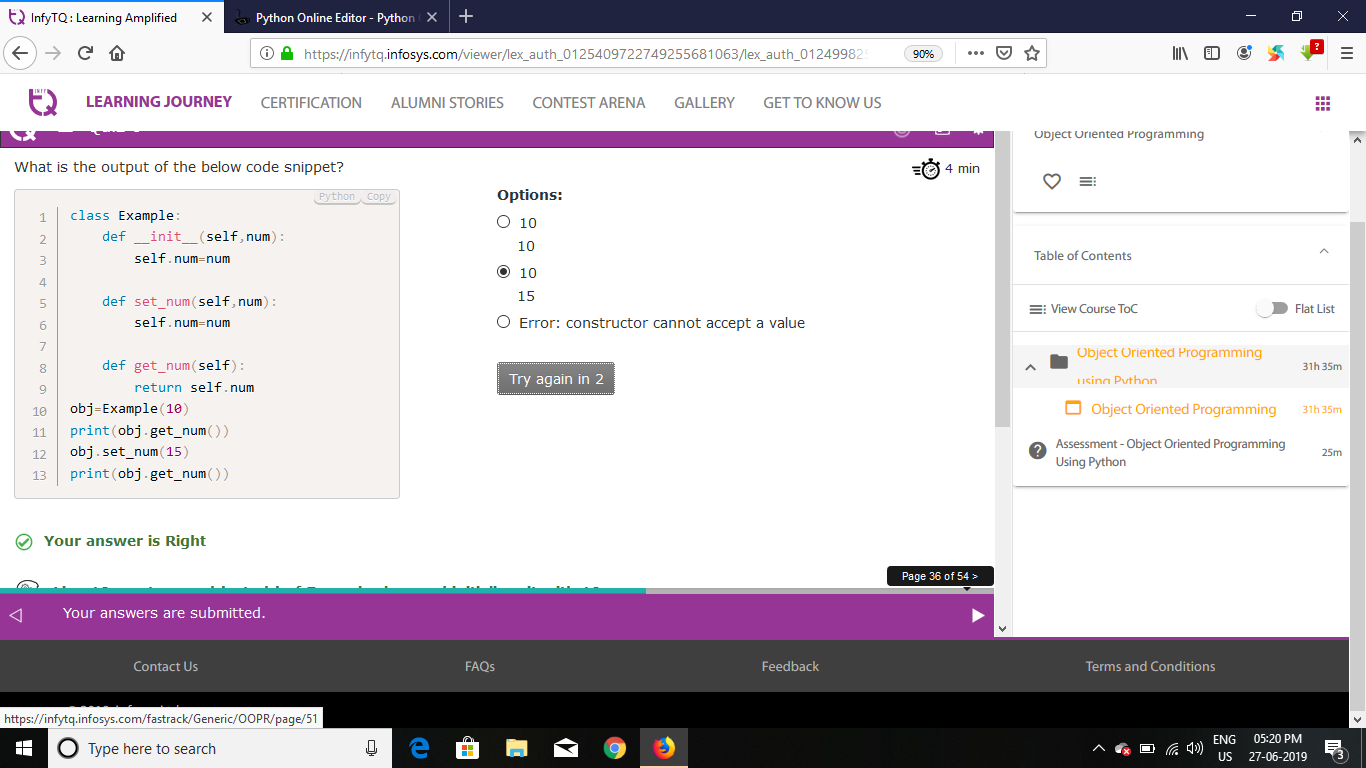 InfyTQ : Learning Amplified
Python Online Editor - Python
https://infytq.infosys.com/viewer/lex_auth_0125409722749255681063/lex_auth_01249982
90%
?
INFY
TQ
LEARNING JOURNEY
CERTIFICATION
ALUMNI STORIES
CONTEST ARENA
GALLERY
GET TO KNOW US
What is the output of the below code snippet?
4 min
Python Copy
1 class Example:
2 def __init__(self,num):
3 self.num=num
4
5 def set_num(self,num):
6 self.num=num
7
8 def get_num(self):
9 return self.num
10 obj=Example(10)
11 print(obj.get_num())
12 obj.set_num(15)
13 print(obj.get_num())
Options:
10
10
10
15
Error: constructor cannot accept a value
Try again in 2
Your answer is Right
Page 36 of 54 >
Your answers are submitted.
Object Oriented Programming
Table of Contents
View Course ToC
Flat List
Object Oriented Programming
using Python
31h 35m
Object Oriented Programming
31h 35m
Assessment - Object Oriented Programming
Using Python
25m
Contact Us
FAQs
Feedback
Terms and Conditions
https://infytq.infosys.com/fastrack/Generic/OOPR/page/51
Type here to search
ENG
US
05:20 PM
27-06-2019
3